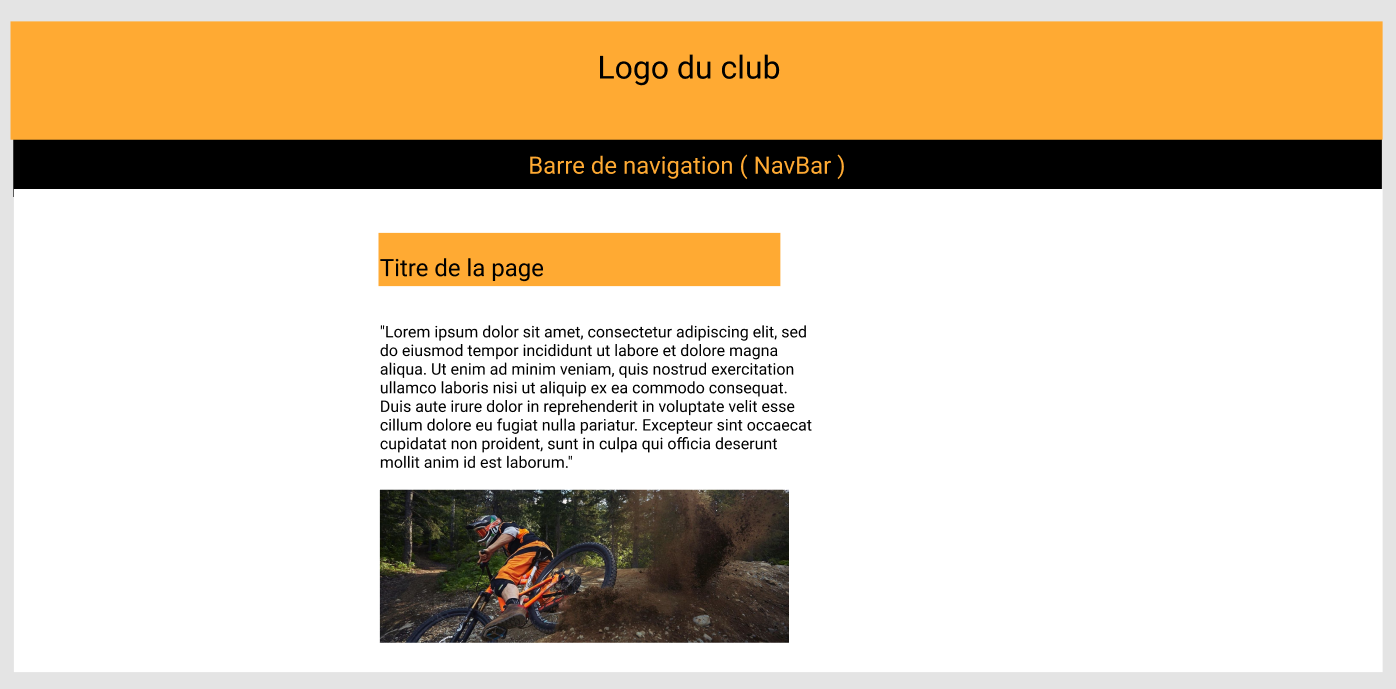 Logo du club
Barre de navigation ( NavBar )
Titre de la page
"Lorem ipsum dolor sit amet, consectetur adipiscing elit, sed
do eiusmod tempor incididunt ut labore et dolore magna
aliqua. Ut enim ad minim veniam, quis nostrud exercitation
ullamco laboris nisi ut aliquip ex ea commodo consequat.
Duis aute irure dolor in reprehenderit in voluptate velit esse
cillum dolore eu fugiat nulla pariatur. Excepteur sint occaecat
cupidatat non proident, sunt in culpa qui officia deserunt
mollit anim id est laborum."